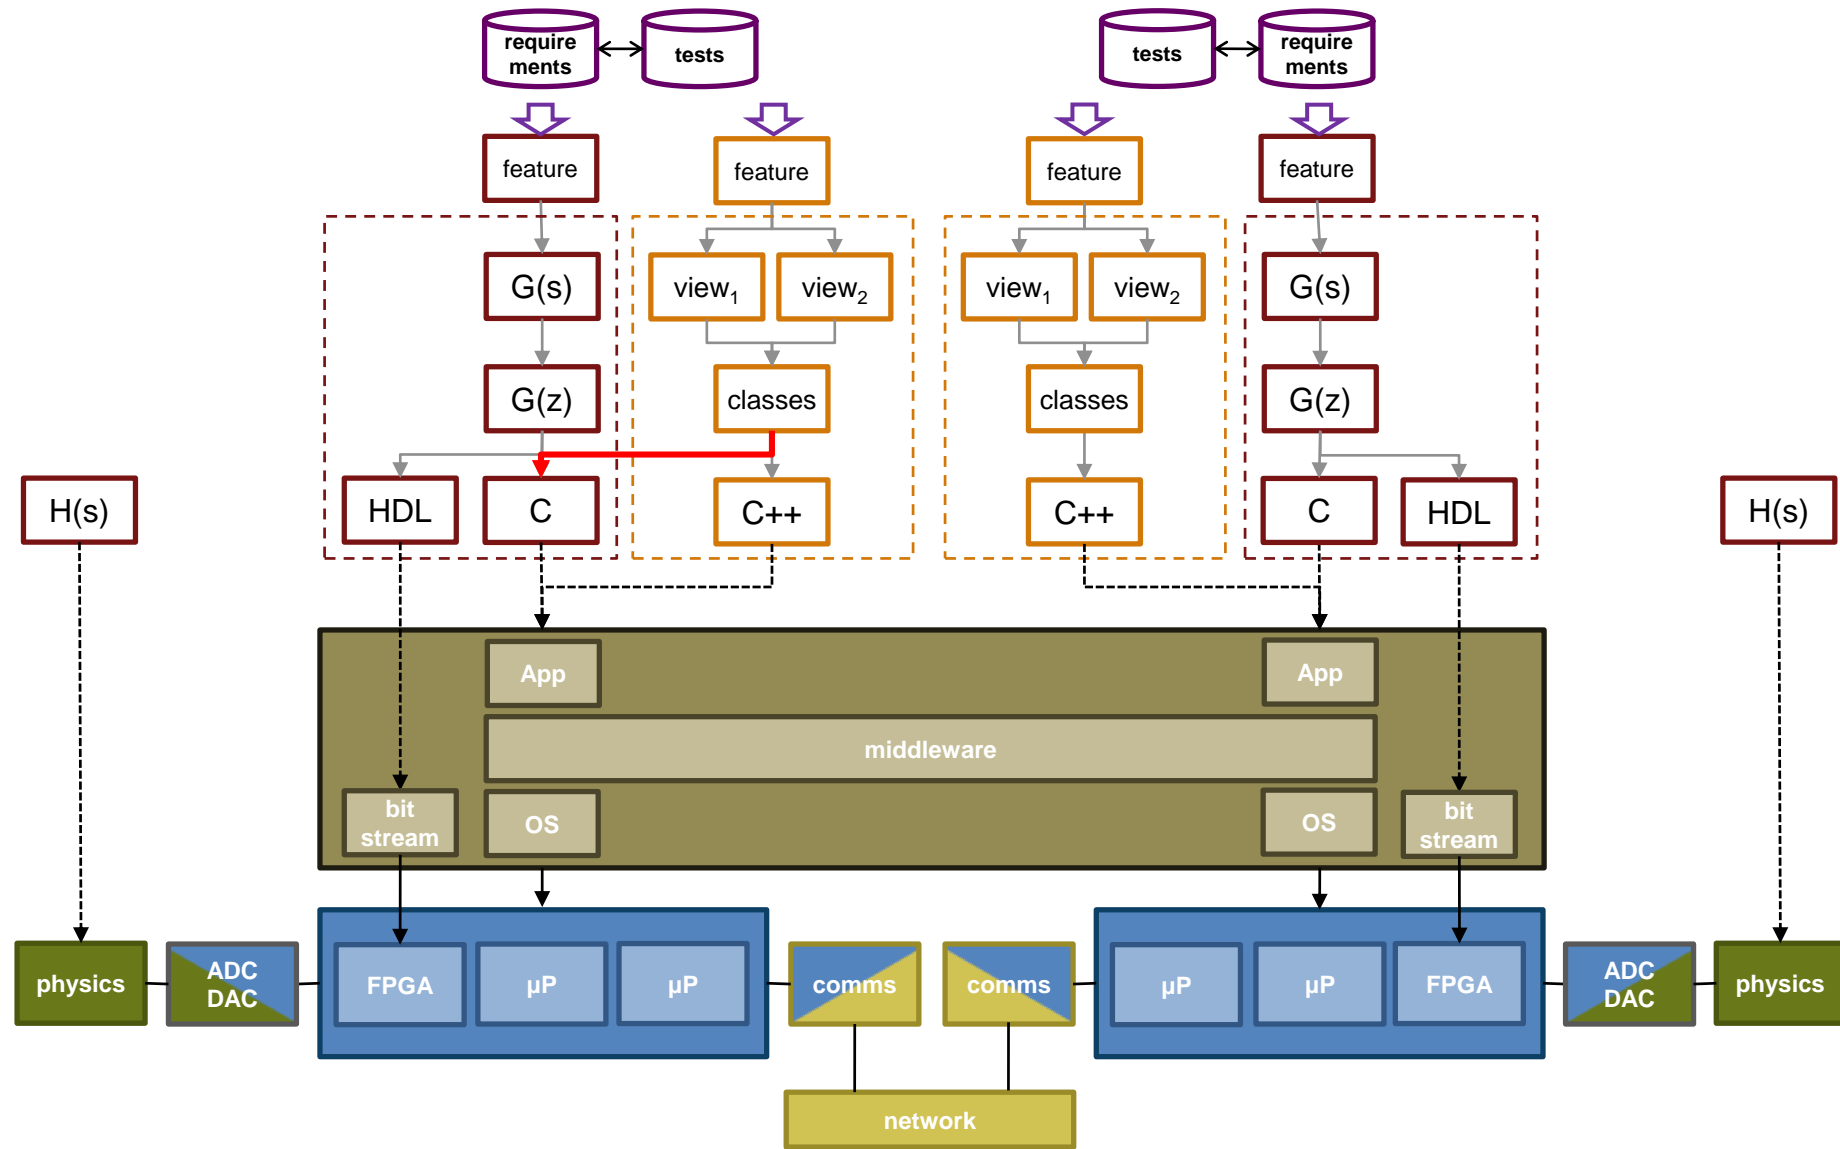 require
ments
tests
tests
require
ments
feature
feature
feature
feature
G(s)
view₁
view₂
view₁
view₂
G(s)
G(z)
classes
classes
G(z)
H(s)
HDL
C
C++
C++
C
HDL
H(s)
App
App
middleware
bit
stream
OS
OS
bit
stream
physics
ADC
DAC
FPGA
µP
µP
comms
comms
µP
µP
FPGA
ADC
DAC
physics
network